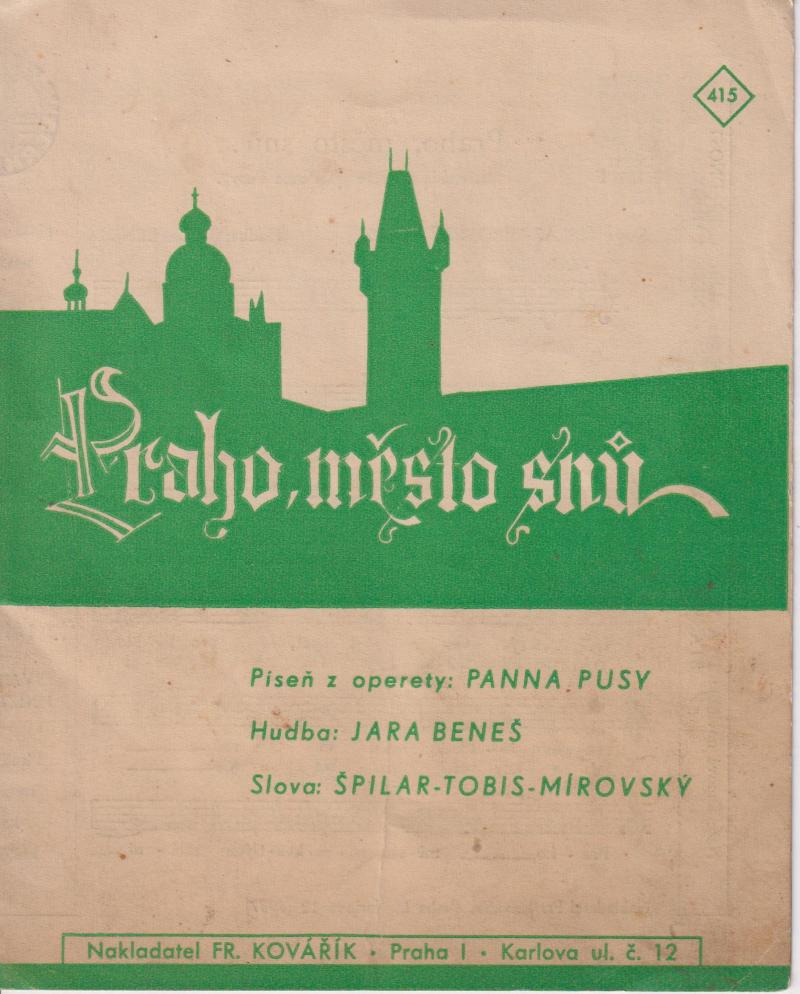 415
Praho, město snů
Píseň z operety: PANNA PUSY
Hudba: JARA BENEŠ
Slova: ŠPILAR-TOBIS-MÍROVSKÝ
Nakladatel FR. KOVÁŘÍK · Praha I · Karlova ul. č. 12